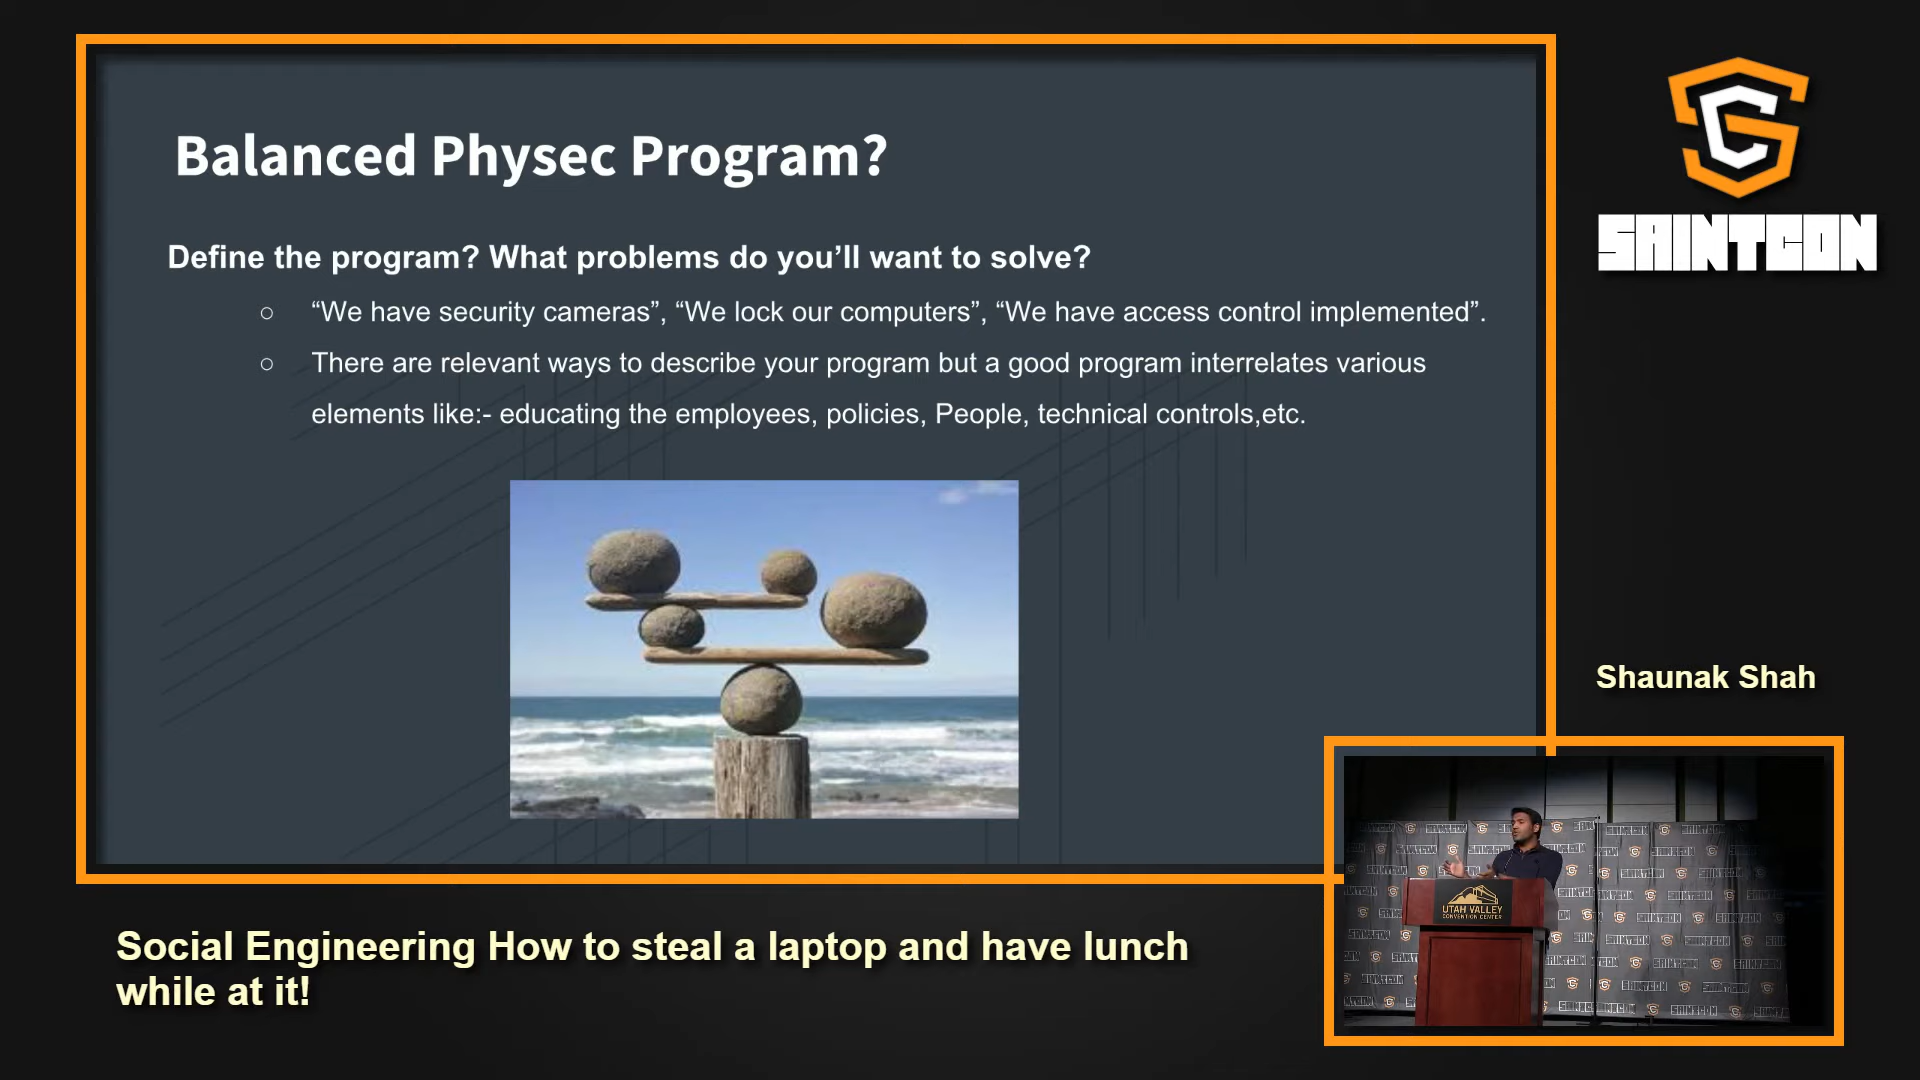 Balanced Physec Program?
Define the program? What problems do you’ll want to solve?
“We have security cameras”, “We lock our computers”, “We have access control implemented”.
There are relevant ways to describe your program but a good program interrelates various
elements like:- educating the employees, policies, People, technical controls,etc.
SAINTCON
Shaunak Shah
UTAH VALLEY
CONVENTION CENTER
Social Engineering How to steal a laptop and have lunch
while at it!